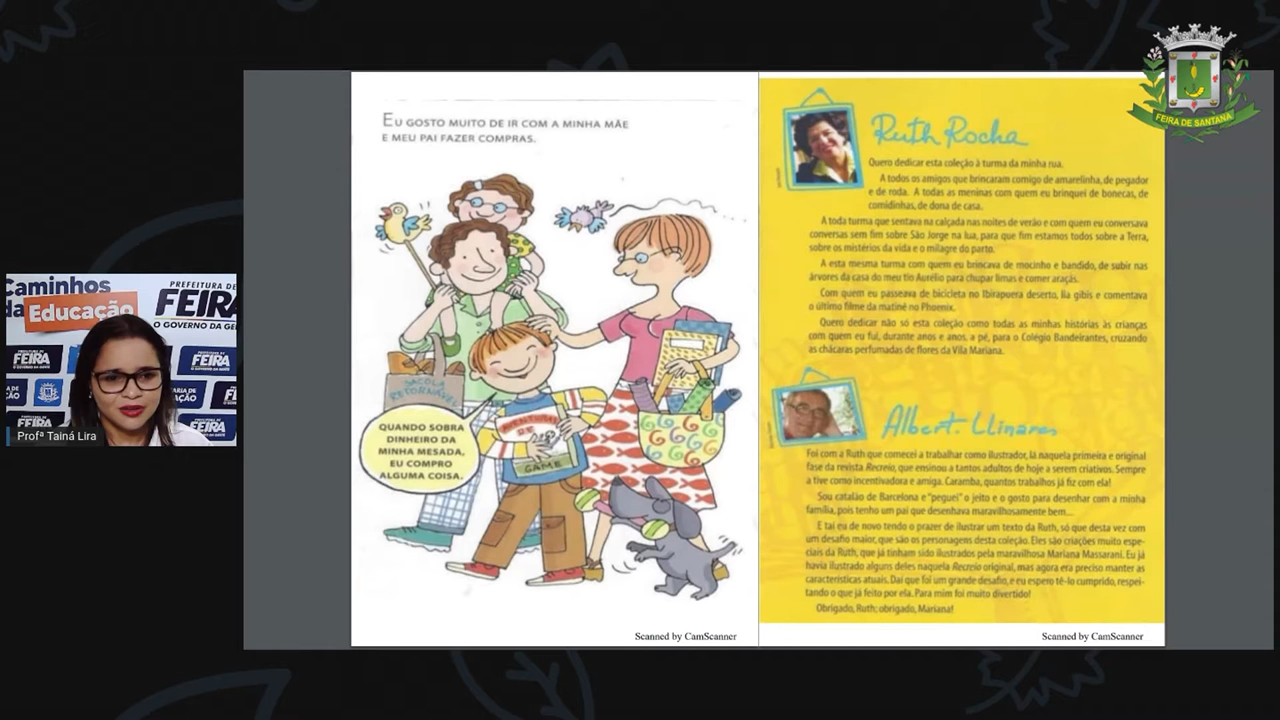 EU GOSTO MUITO DE IR COM A MINHA MÃE
E MEU PAI FAZER COMPRAS.
SACOLA
RETORNÁVEL
QUANDO SOBRA
DINHEIRO DA
MINHA MESADA,
EU COMPRO
ALGUMA COISA.
GAME
Scanned by CamScanner
Ruth Rocha
Quero dedicar esta coleção à turma da minha rua.
A todos os amigos que brincaram comigo de amarelinha, de pegador
e de roda. A todas as meninas com quem eu brinquei de bonecas, de
comidinhas, de dona de casa.
A toda turma que sentava na calçada nas noites de verão e com quem eu conversava
conversas sem fim sobre São Jorge na lua, para que fim estamos todos sobre a Terra,
sobre os mistérios da vida e o milagre do parto.
A esta mesma turma com quem eu brincava de mocinho e bandido, de subir nas
árvores da casa do meu tio Aurélio para chupar limas e comer araçás.
Com quem eu passeava de bicicleta no Ibirapuera deserto, lia gibis e comentava
o último filme da matinê no Phoenix.
Quero dedicar não só esta coleção como todas as minhas histórias às crianças
com quem eu fui, durante anos e anos, a pé, para o Colégio Bandeirantes, cruzando
as chácaras perfumadas de flores da Vila Mariana.
Albert Llinares
Foi com a Ruth que comecei a trabalhar como ilustrador, lá naquela primeira e original
fase da revista Recreio, que ensinou a tantos adultos de hoje a serem criativos. Sempre
a tive como incentivadora e amiga. Caramba, quantos trabalhos já fiz com ela!
Sou catalão de Barcelona e "peguei" o jeito e o gosto para desenhar com a minha
família, pois tenho um pai que desenhava maravilhosamente bem...
E taí eu de novo tendo o prazer de ilustrar um texto da Ruth, só que desta vez com
um desafio maior, que são os personagens desta coleção. Eles são criações muito espe-
ciais da Ruth, que já tinham sido ilustrados pela maravilhosa Mariana Massarani. Eu já
havia ilustrado alguns deles naquela Recreio original, mas agora era preciso manter as
características atuais. Daí que foi um grande desafio, e eu espero tê-lo cumprido, respei-
tando o que já feito por ela. Para mim foi muito divertido!
Obrigado, Ruth; obrigado, Mariana!
Scanned by CamScanner
FEIRA DE SANTANA
Caminhos
da Educação
PREFEITURA DE
FEIRA
O GOVERNO DA
Profª Tainá Lira